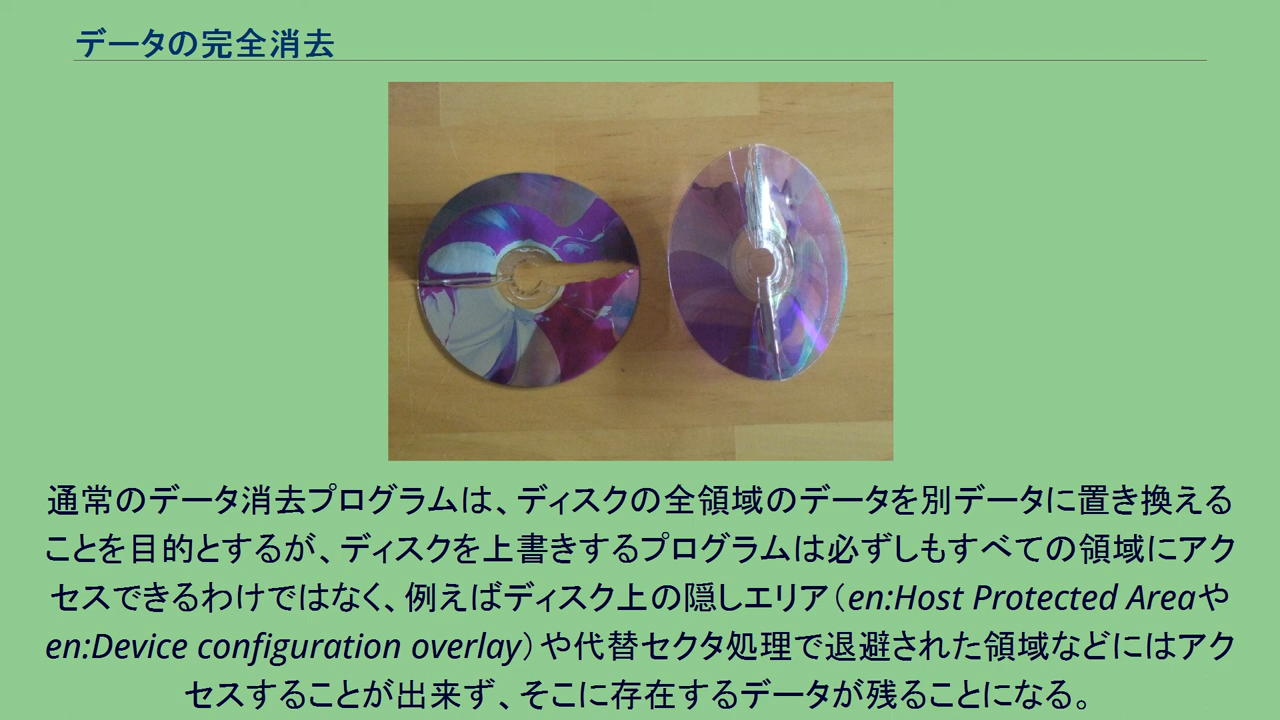 データの完全消去
通常のデータ消去プログラムは、ディスクの全領域のデータを別データに置き換える
ことを目的とするが、ディスクを上書きするプログラムは必ずしもすべての領域にアク
セスできるわけではなく、例えばディスク上の隠しエリア（en:Host Protected Areaや
en:Device configuration overlay）や代替セクタ処理で退避された領域などにはアク
セスすることが出来ず、そこに存在するデータが残ることになる。